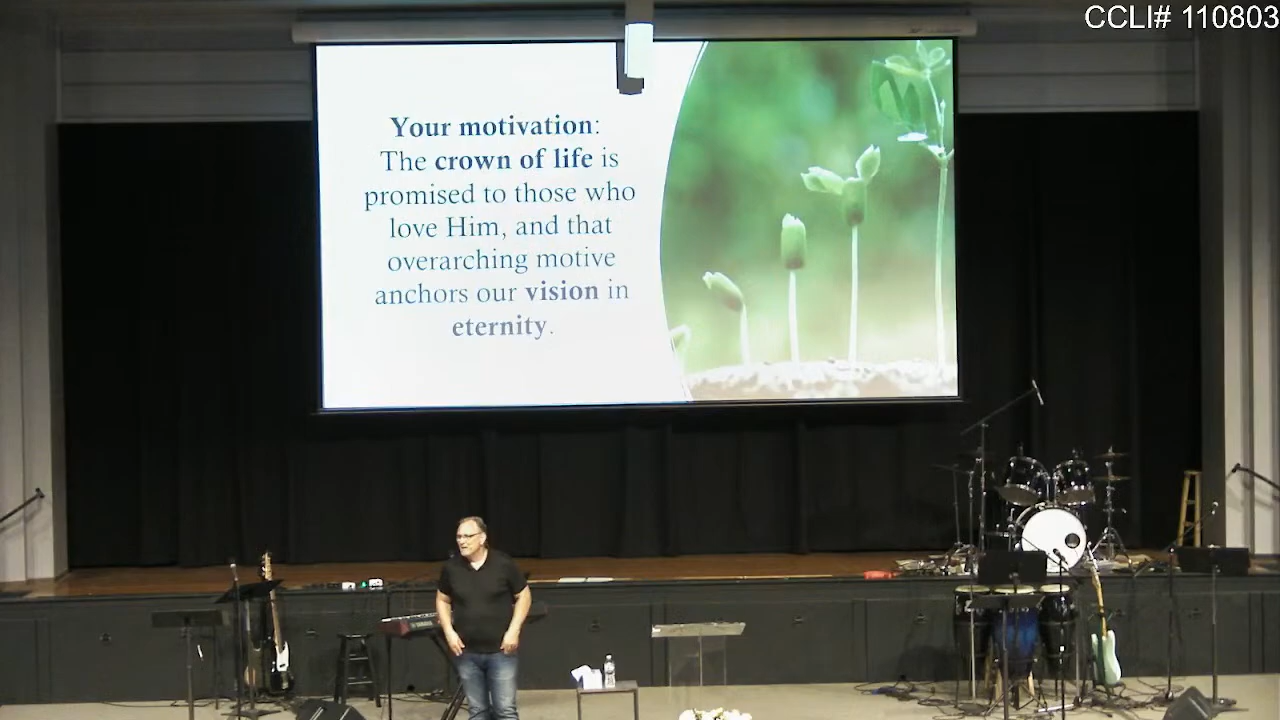 CCLI# 110803
Your motivation:
The crown of life is
promised to those who
love Him, and that
overarching motive
anchors our vision in
eternity.